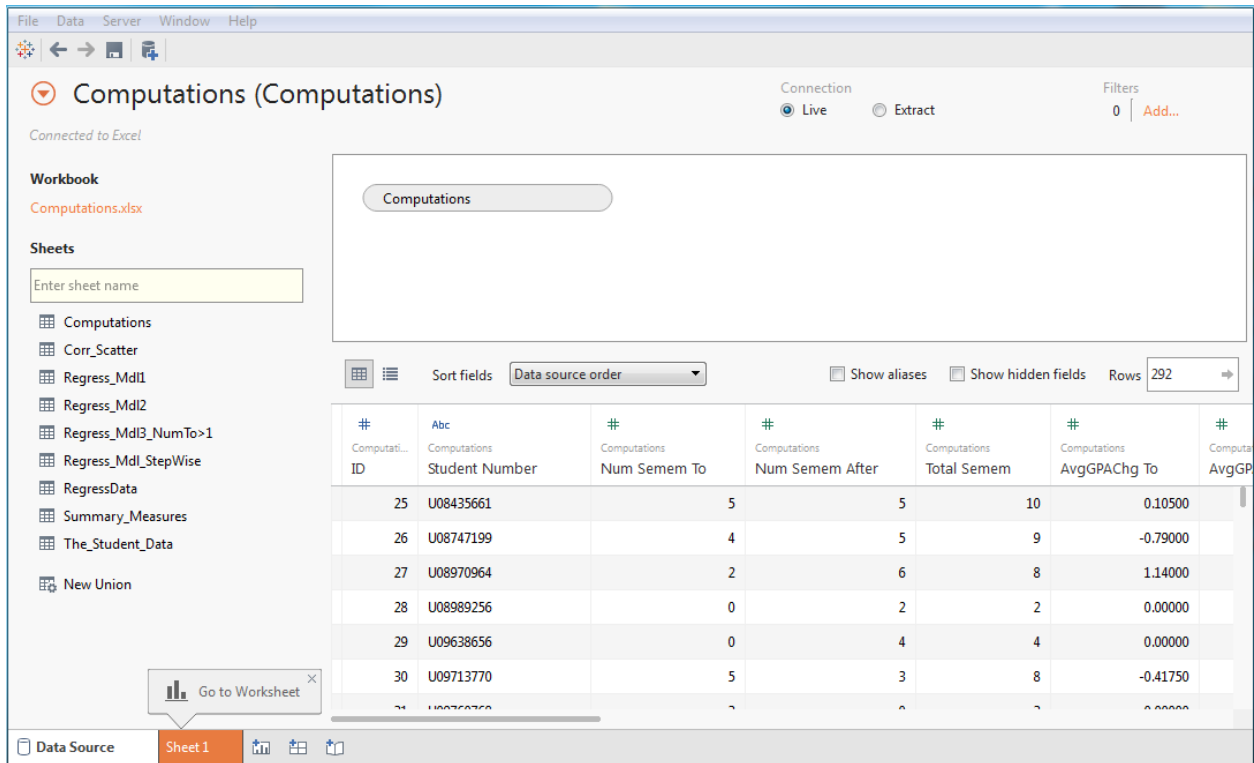 File Data Server Window Help
Computations (Computations)
Connection
Live Extract
Filters
0 Add...
Connected to Excel
Workbook
Computations.xlsx
Sheets
Enter sheet name
Computations
Corr_Scatter
Regress_Mdl1
Regress_Mdl2
Regress_Mdl3_NumTo>1
Regress_Mdl_StepWise
RegressData
Summary_Measures
The_Student_Data
New Union
Go to Worksheet
Computations
Sort fields Data source order Show aliases Show hidden fields Rows 292
# Abc # # # # #
Computati... Computations Computations Computations Computations Computations Computa
ID Student Number Num Semem To Num Semem After Total Semem AvgGPAChg To AvgGP
25 U08435661 5 5 10 0.10500
26 U08747199 4 5 9 -0.79000
27 U08970964 2 6 8 1.14000
28 U08989256 0 2 2 0.00000
29 U09638656 0 4 4 0.00000
30 U09713770 5 3 8 -0.41750
Data Source Sheet 1